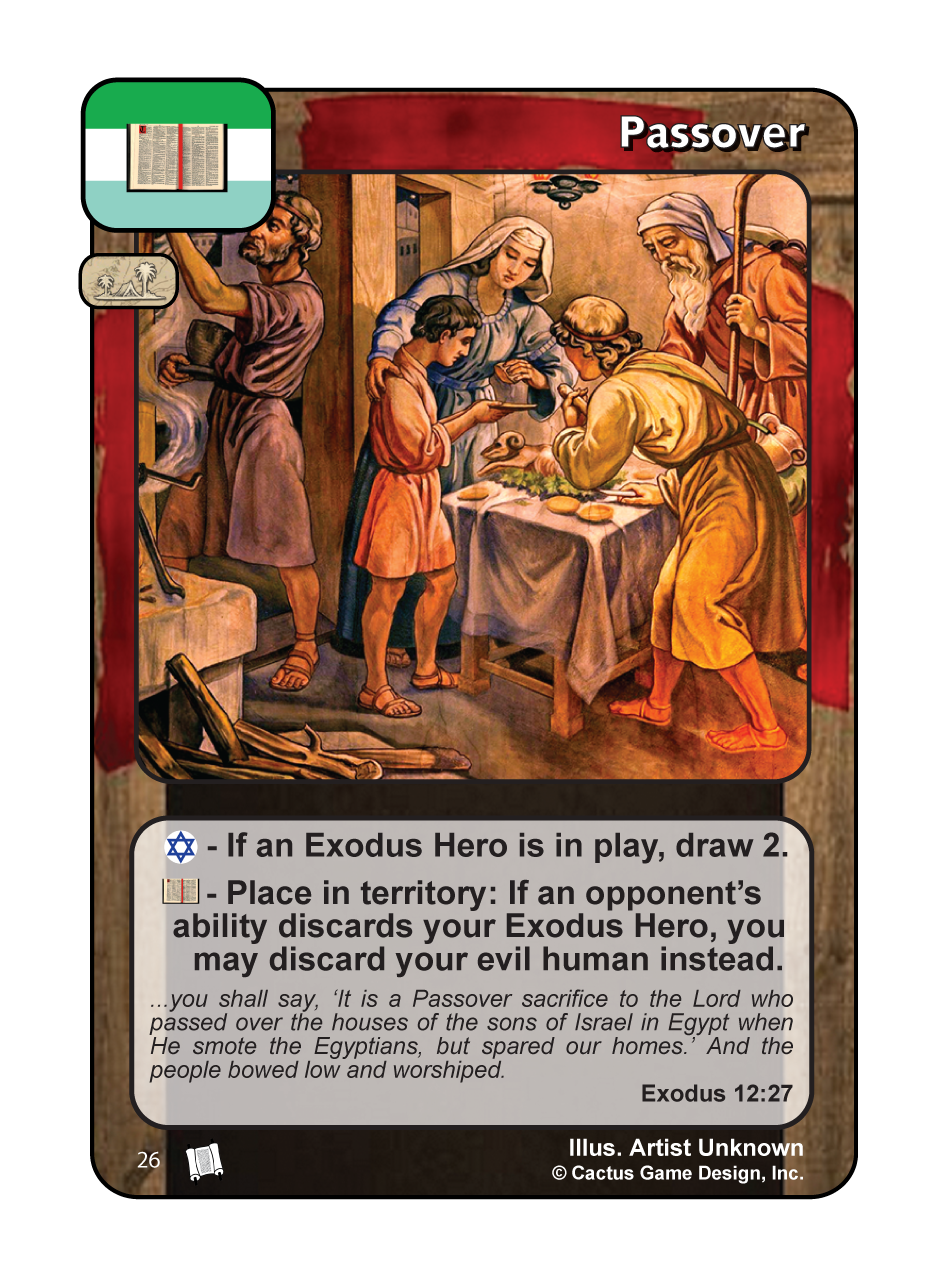 Passover
- If an Exodus Hero is in play, draw 2.
- Place in territory: If an opponent's
ability discards your Exodus Hero, you
may discard your evil human instead.
...you shall say, ‘It is a Passover sacrifice to the Lord who
passed over the houses of the sons of Israel in Egypt when
He smote the Egyptians, but spared our homes.’ And the
people bowed low and worshiped.
Exodus 12:27
26
Illus. Artist Unknown
© Cactus Game Design, Inc.